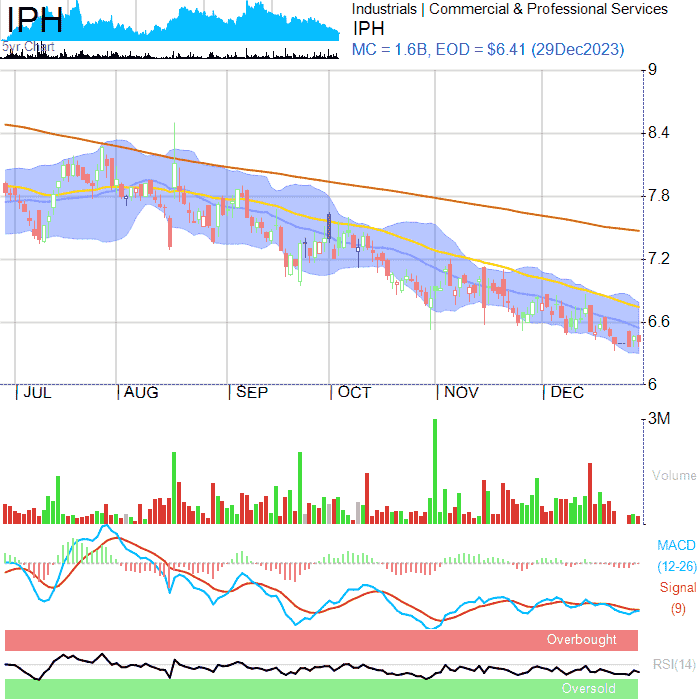 IPH
5yr Chart
Industrials | Commercial & Professional Services
IPH
MC = 1.6B, EOD = $6.41 (29Dec2023)
9
8.4
7.8
7.2
6.6
6
| JUL | AUG | SEP | OCT | NOV | DEC
3M
Volume
MACD
(12-26)
Signal
(9)
Overbought
RSI(14)
Oversold